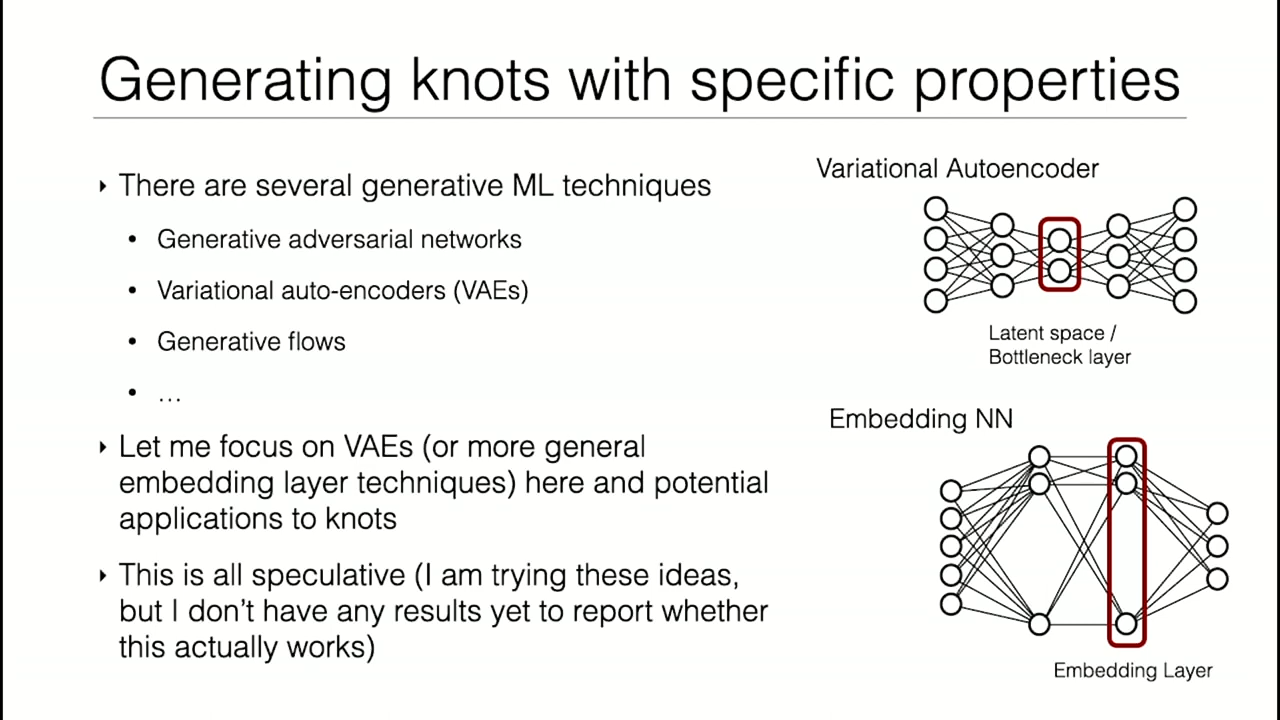 Generating knots with specific properties
‣ There are several generative ML techniques
• Generative adversarial networks
• Variational auto-encoders (VAEs)
• Generative flows
• …
‣ Let me focus on VAEs (or more general
embedding layer techniques) here and potential
applications to knots
‣ This is all speculative (I am trying these ideas,
but I don’t have any results yet to report whether
this actually works)
Variational Autoencoder
Latent space /
Bottleneck layer
Embedding NN
Embedding Layer